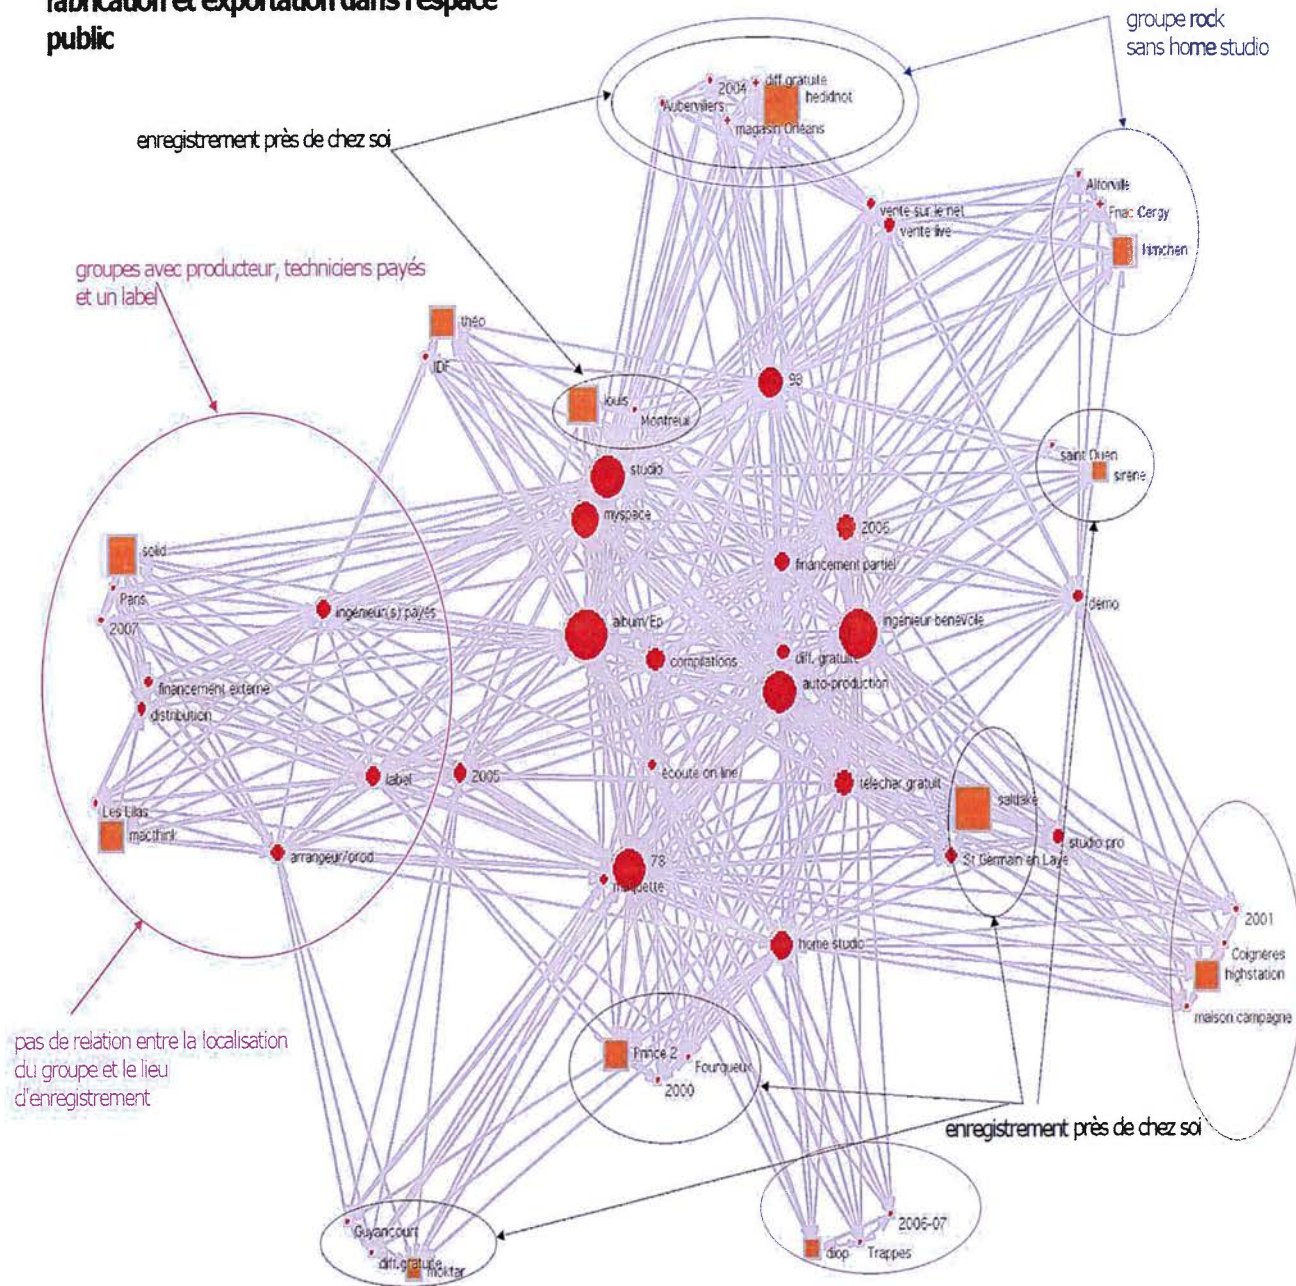 fabrication et exportation dans l'espace
public
groupe rock
sans home studio
diff.gratuite
2004
hedidnot
Aubervilliers
magasin Orléans
enregistrement près de chez soi
Alforville
Fnac Cergy
himchen
vente sur le net
vente live
groupes avec producteur, techniciens payés
et un label
théo
IDF
93
louis
Montreuil
saint Ouen
sirène
studio
myspace
2006
financement partiel
solid
Paris
2007
ingénieur(s) payés
démo
album/Ep
ingénieur bénévole
compilations
diff. gratuite
auto-production
financement externe
distribution
label
2005
écoute on line
téléchar.gratuit
saldaké
Les Lilas
macthink
arrangeur/prod
studio pro
St Germain en Laye
78
maquette
2001
home studio
Coignères
highstation
maison campagne
pas de relation entre la localisation
du groupe et le lieu
d'enregistrement
Prince 2
Fourqueux
2000
enregistrement près de chez soi
Guyancourt
diff.gratuite
moktar
2006-07
diop
Trappes